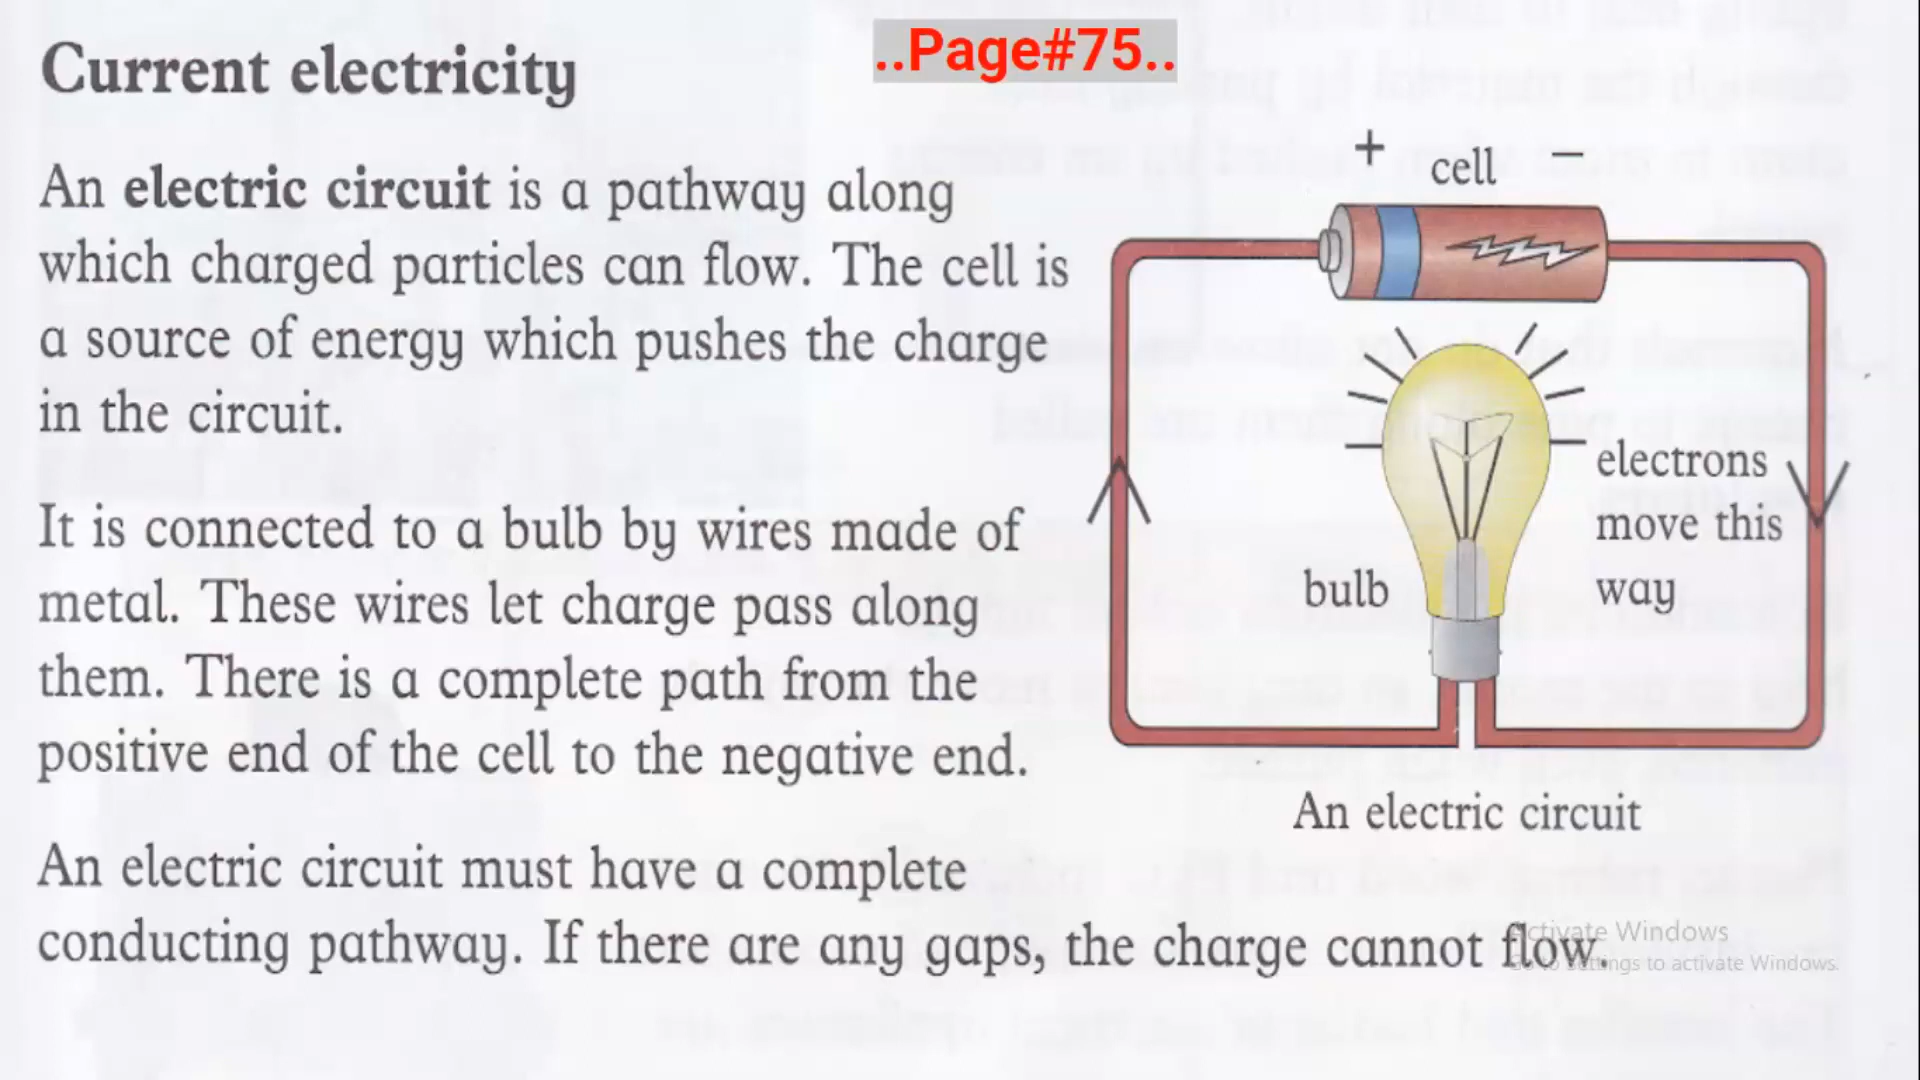 ..Page#75..
Current electricity
An electric circuit is a pathway along
which charged particles can flow. The cell is
a source of energy which pushes the charge
in the circuit.
It is connected to a bulb by wires made of
metal. These wires let charge pass along
them. There is a complete path from the
positive end of the cell to the negative end.
An electric circuit must have a complete
conducting pathway. If there are any gaps, the charge cannot flow.
+ cell −
electrons
move this
way
bulb
An electric circuit
Activate Windows
Go to Settings to activate Windows.